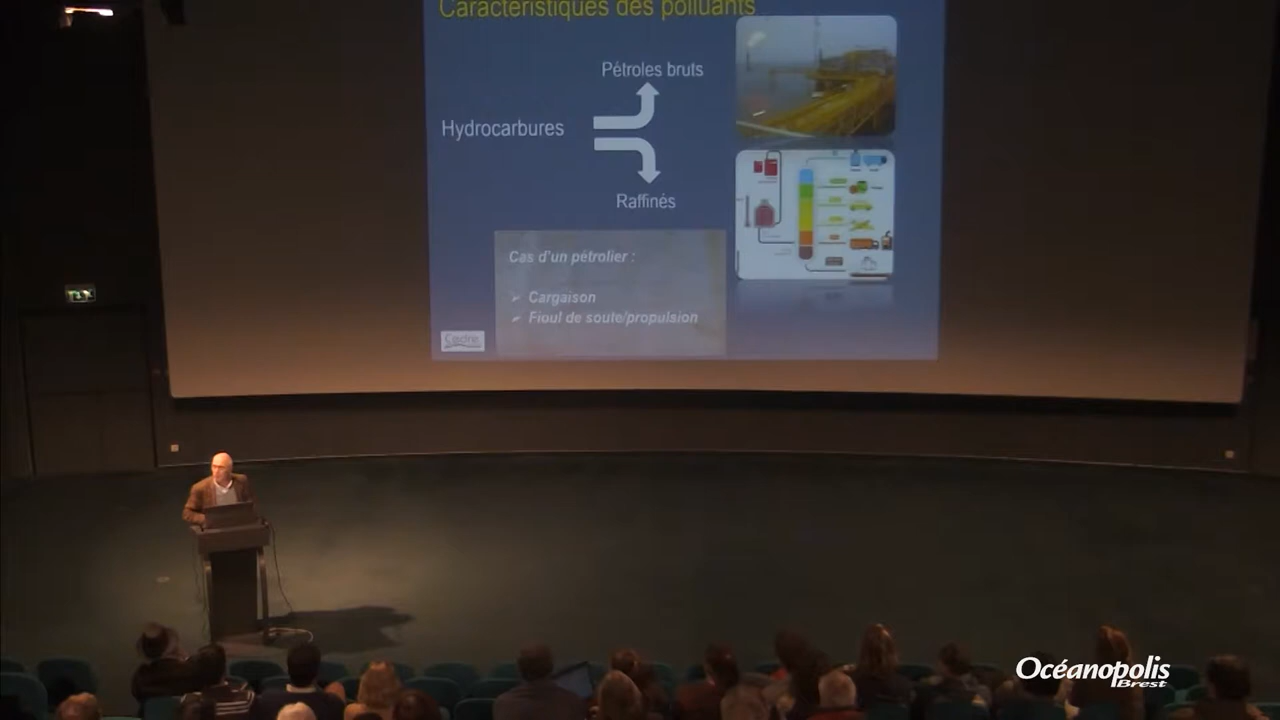 Caractéristiques des polluants
Pétroles bruts
Hydrocarbures
Raffinés
Cas d'un pétrolier :
➢ Cargaison
➢ Fioul de soute/propulsion
Cedre
Océanopolis
Brest